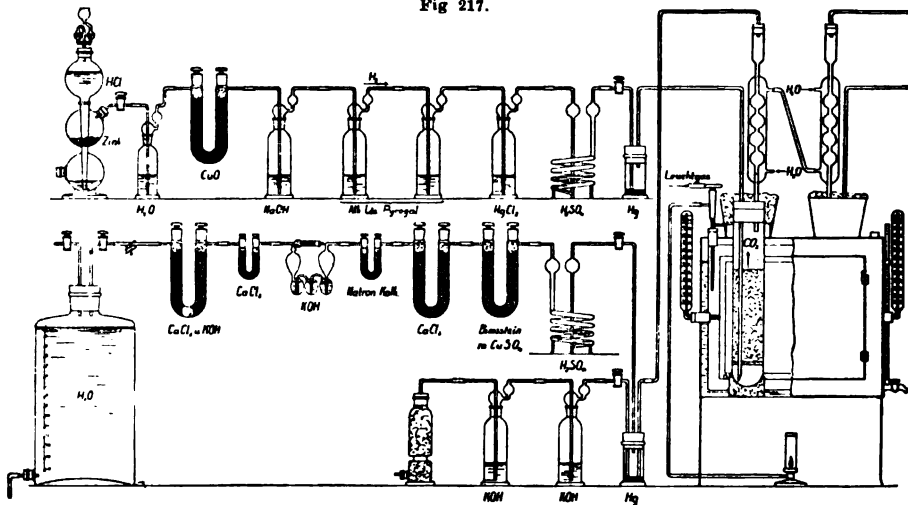 Fig 217.
HCl
Zink
H₂O
CuO
NaOH
Alk Lös Pyrogal
H₂
HgCl₂
H₂SO₄
Hg
H₂O
H₂O
Leuchtgas
CO₂
H₂O
CaCl₂ u KOH
CaCl₂
KOH
Natron Kalk
CaCl₂
Bimsstein
m CuSO₄
H₂SO₄
KOH
KOH
Hg